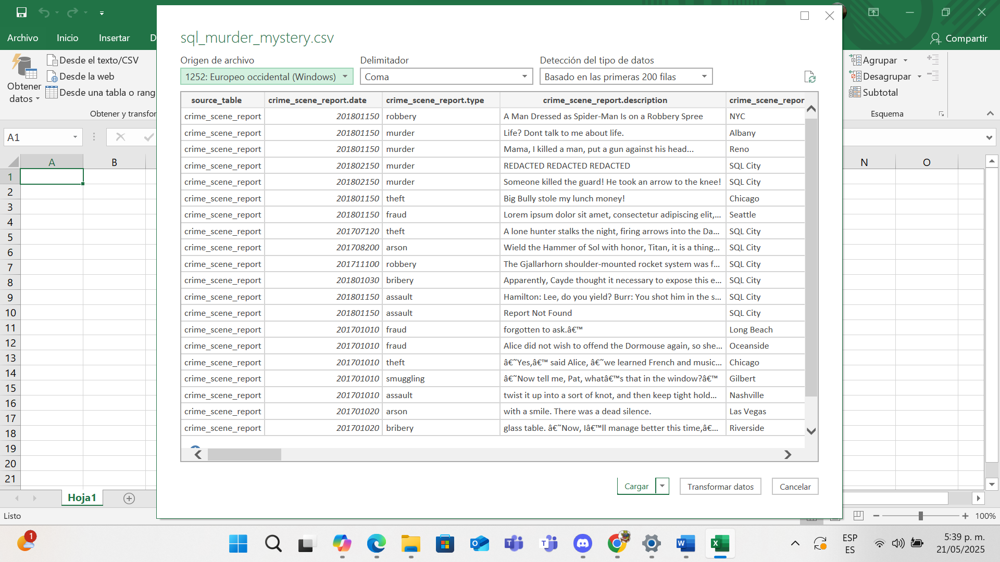 Archivo
Inicio
Insertar
D
Compartir
Obtener datos
Desde el texto/CSV
Desde la web
Desde una tabla o rang
Obtener y transfor
Agrupar
Desagrupar
Subtotal
Esquema
A1
A B N O
1
2
3
4
5
6
7
8
9
10
11
12
13
14
15
16
17
18
19
20
21
sql_murder_mystery.csv
Origen de archivo Delimitador Detección del tipo de datos
1252: Europeo occidental (Windows) Coma Basado en las primeras 200 filas
source_table crime_scene_report.date crime_scene_report.type crime_scene_report.description crime_scene_repor
crime_scene_report 201801150 robbery A Man Dressed as Spider-Man Is on a Robbery Spree NYC
crime_scene_report 201801150 murder Life? Dont talk to me about life. Albany
crime_scene_report 201801150 murder Mama, I killed a man, put a gun against his head... Reno
crime_scene_report 201802150 murder REDACTED REDACTED REDACTED SQL City
crime_scene_report 201802150 murder Someone killed the guard! He took an arrow to the knee! SQL City
crime_scene_report 201801150 theft Big Bully stole my lunch money! Chicago
crime_scene_report 201801150 fraud Lorem ipsum dolor sit amet, consectetur adipiscing elit,... Seattle
crime_scene_report 201707120 theft A lone hunter stalks the night, firing arrows into the Da... SQL City
crime_scene_report 201708200 arson Wield the Hammer of Sol with honor, Titan, it is a thing... SQL City
crime_scene_report 201711100 robbery The Gjallarhorn shoulder-mounted rocket system was f... SQL City
crime_scene_report 201801030 bribery Apparently, Cayde thought it necessary to expose this e... SQL City
crime_scene_report 201801150 assault Hamilton: Lee, do you yield? Burr: You shot him in the s... SQL City
crime_scene_report 201801150 assault Report Not Found SQL City
crime_scene_report 201701010 fraud forgotten to ask.â€™ Long Beach
crime_scene_report 201701010 fraud Alice did not wish to offend the Dormouse again, so she... Oceanside
crime_scene_report 201701010 theft â€˜Yes,â€™ said Alice, â€˜we learned French and music... Chicago
crime_scene_report 201701010 smuggling â€˜Now tell me, Pat, whatâ€™s that in the window?â€™ Gilbert
crime_scene_report 201701010 assault twist it up into a sort of knot, and then keep tight hold... Nashville
crime_scene_report 201701020 arson with a smile. There was a dead silence. Las Vegas
crime_scene_report 201701020 bribery glass table. â€˜Now, Iâ€™ll manage better this time,â€... Riverside
Cargar
Transformar datos
Cancelar
Hoja1
Listo
100%
1
ESP
ES
5:39 p. m.
21/05/2025